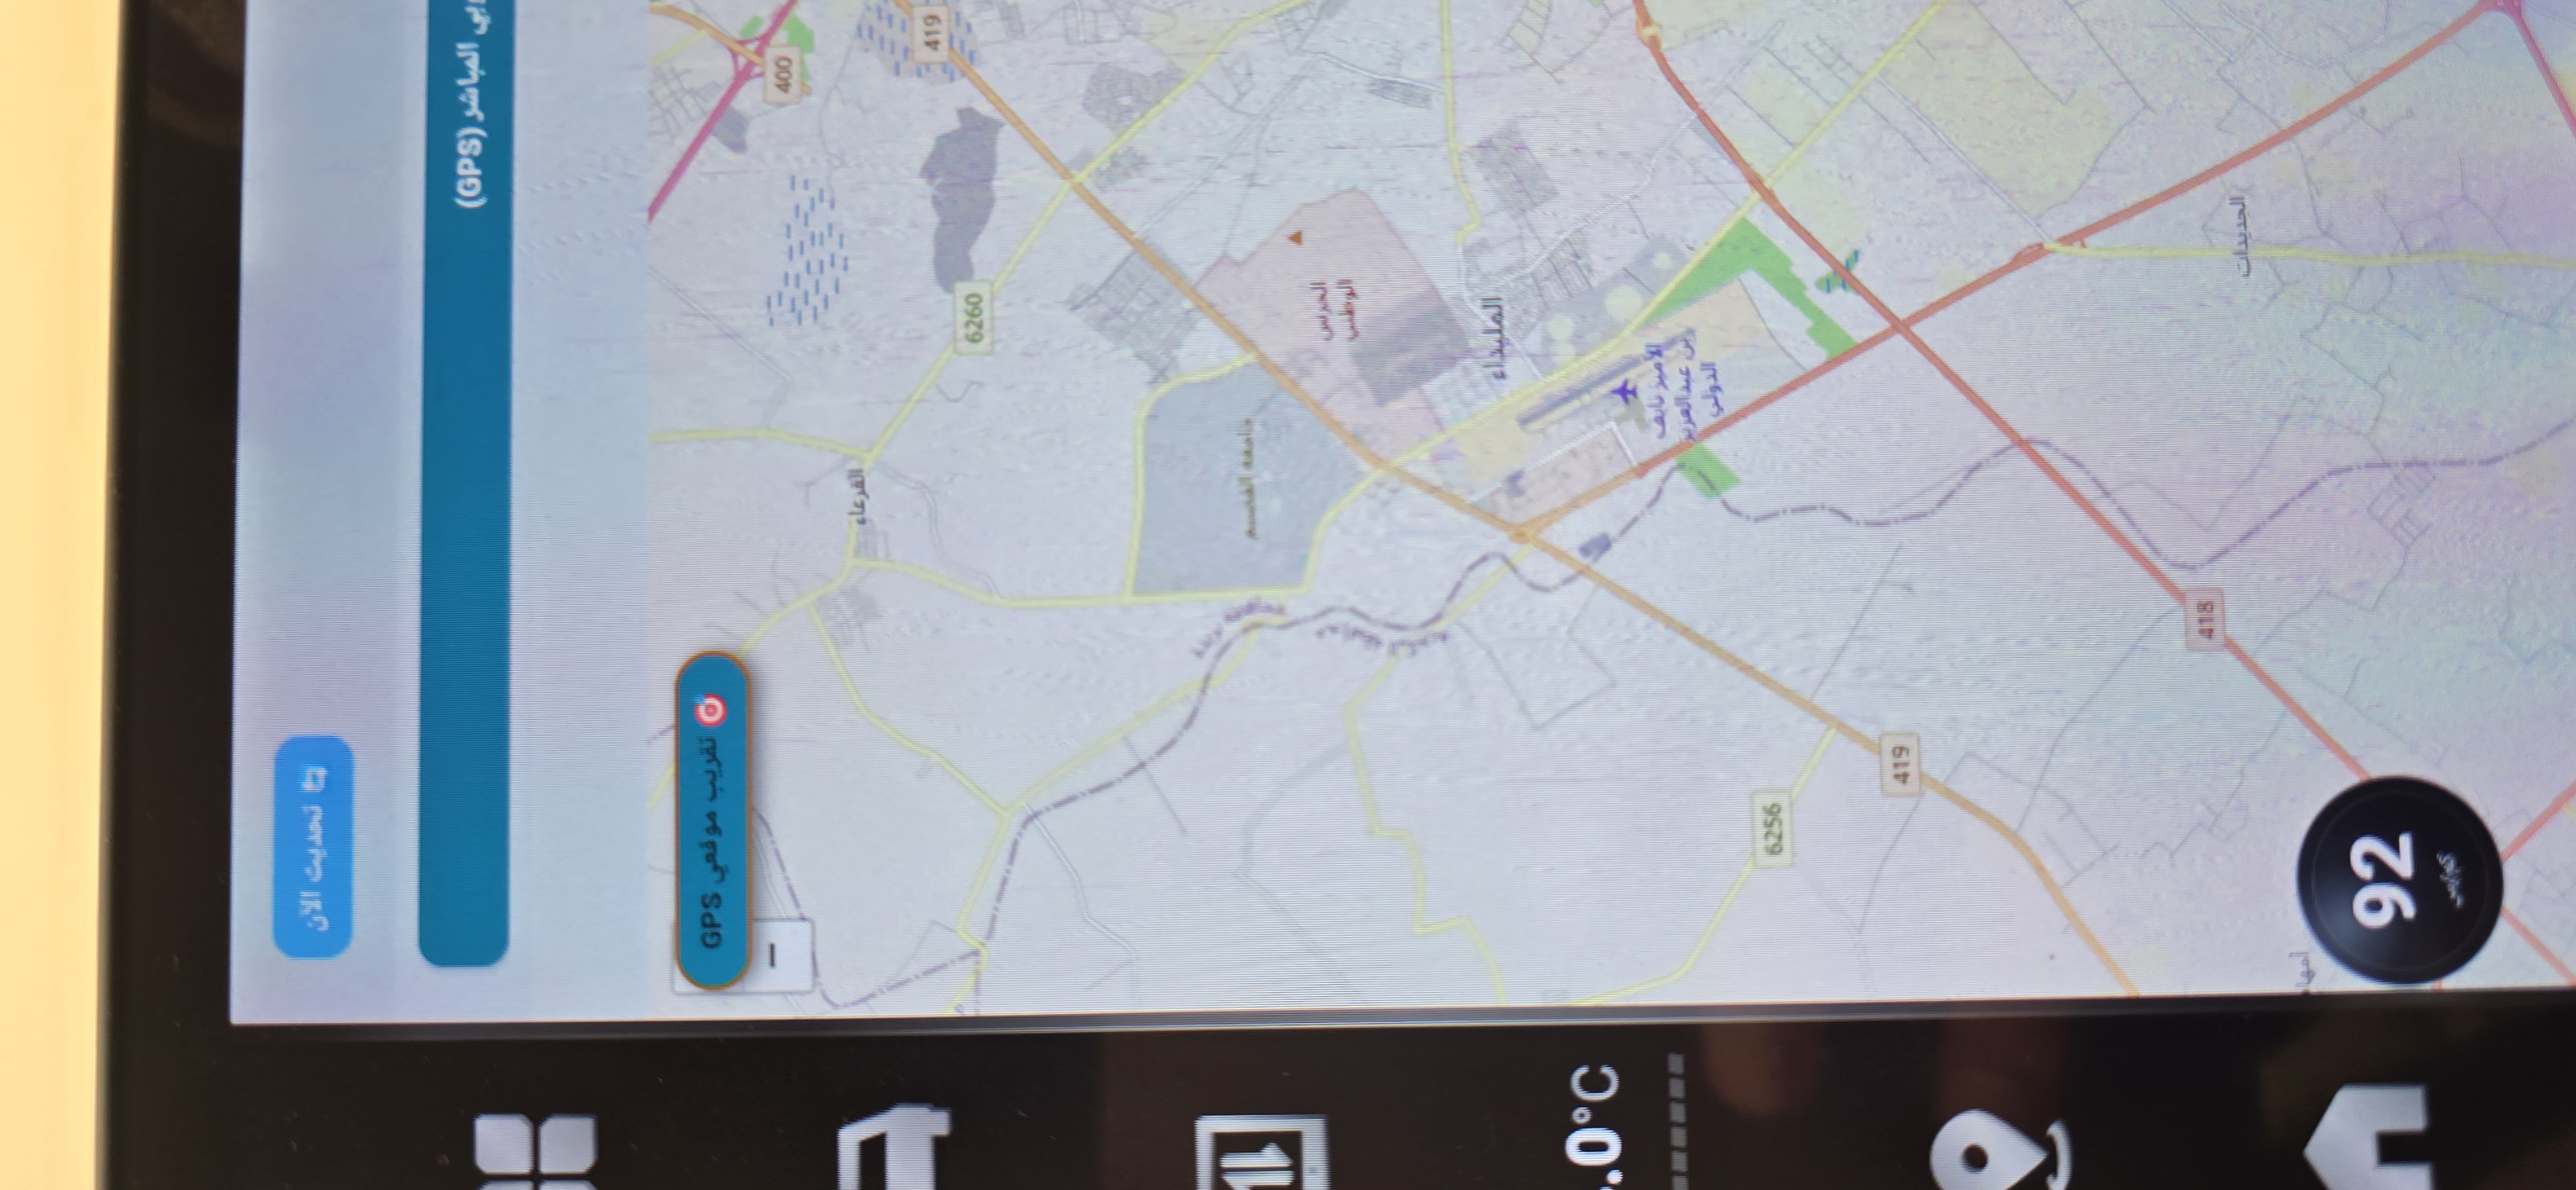 تحديث الآن
المباشر (GPS)
تقريب موقعي GPS
−
400
القرعاء
419
6260
جامعة القصيم
الحرس
الوطني
المليداء
.0°C
الأمير نايف
بن عبدالعزيز
الدولي
6256
419
418
الجديدات
92
كم/س